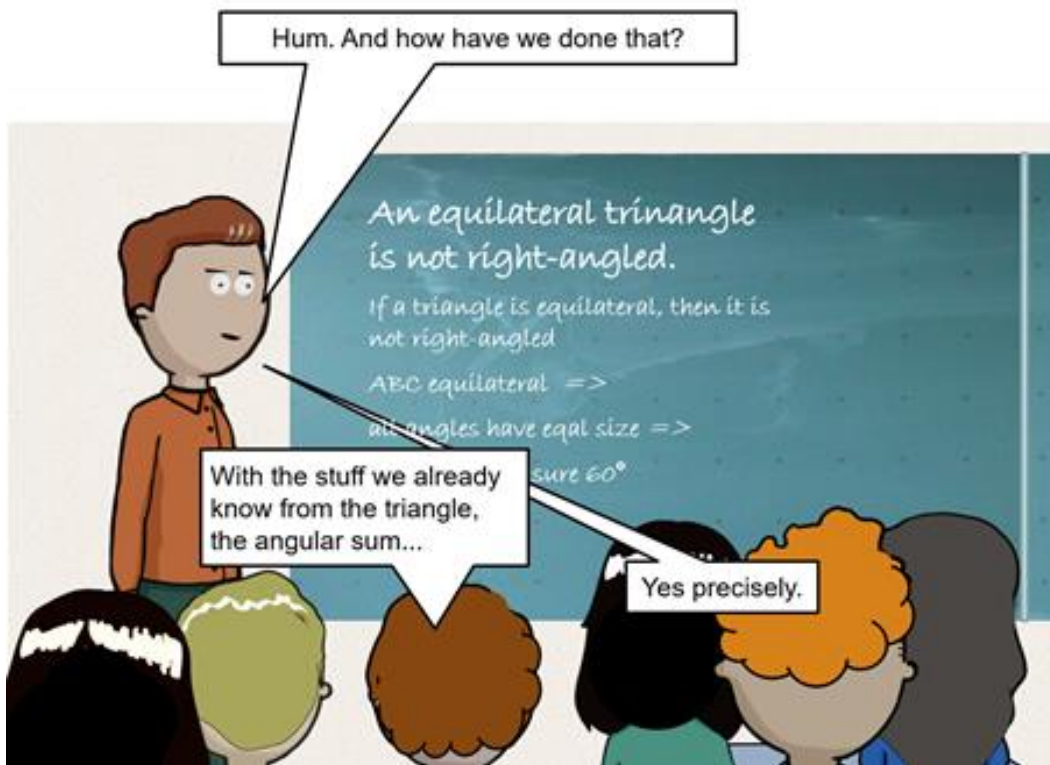 Hum. And how have we done that?
An equilateral trinangle
is not right-angled.
If a triangle is equilateral, then it is
not right-angled
ABC equilateral =>
all angles have eqal size =>
sure 60°
With the stuff we already
know from the triangle,
the angular sum...
Yes precisely.